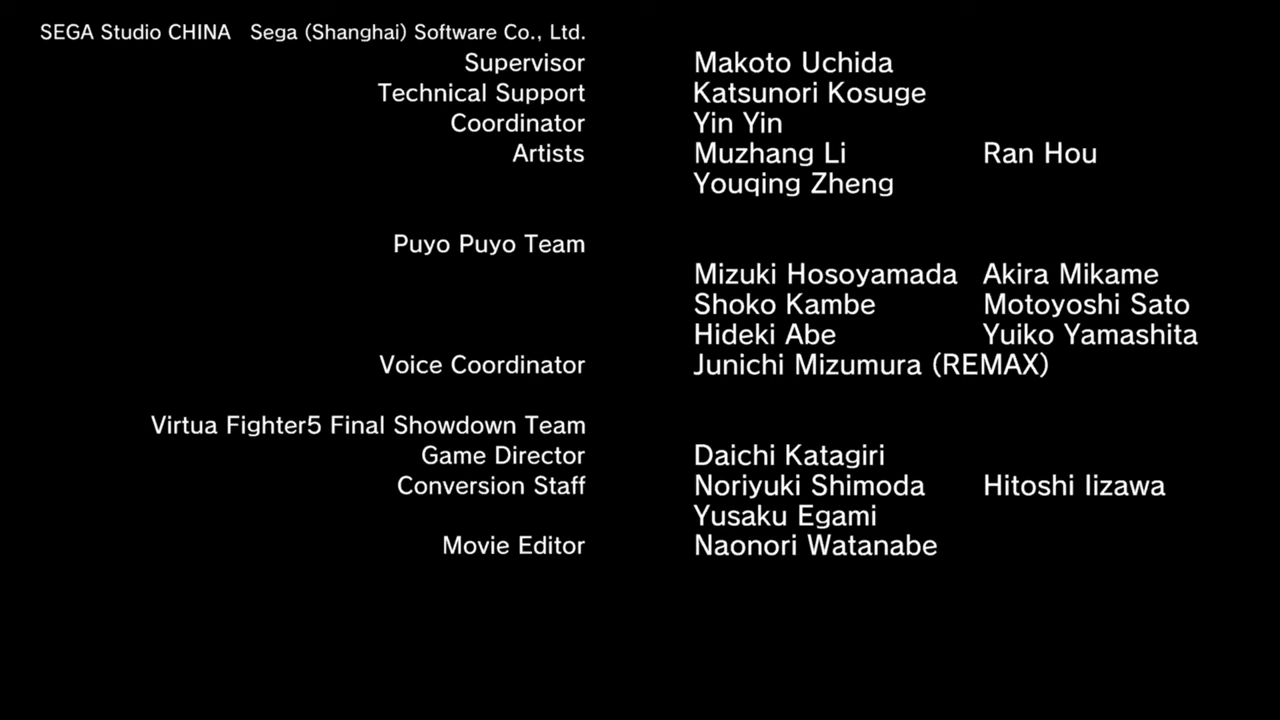 SEGA Studio CHINA Sega (Shanghai) Software Co., Ltd.
Supervisor Makoto Uchida
Technical Support Katsunori Kosuge
Coordinator Yin Yin
Artists Muzhang Li Ran Hou
Youqing Zheng
Puyo Puyo Team
Mizuki Hosoyamada Akira Mikame
Shoko Kambe Motoyoshi Sato
Hideki Abe Yuiko Yamashita
Voice Coordinator Junichi Mizumura (REMAX)
Virtua Fighter5 Final Showdown Team
Game Director Daichi Katagiri
Conversion Staff Noriyuki Shimoda Hitoshi Iizawa
Yusaku Egami
Movie Editor Naonori Watanabe